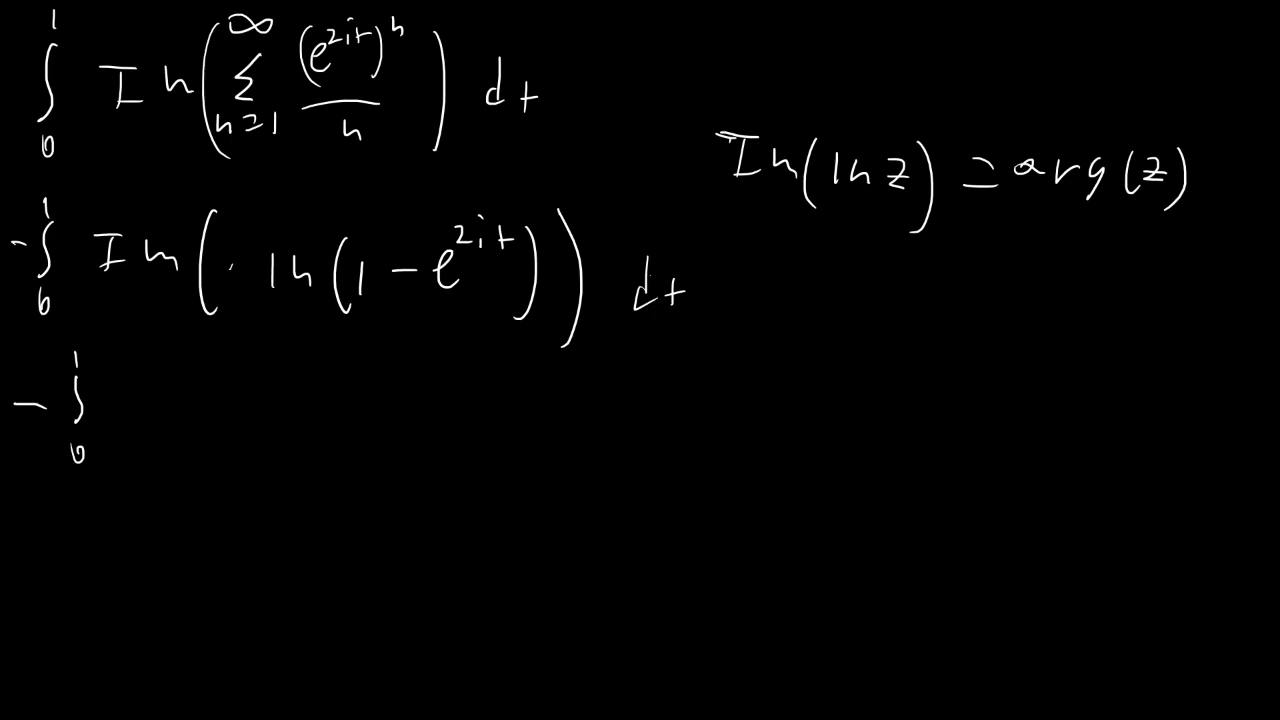 ∫₀¹ Im(∑_{n=1}^{∞} (e^{2it})^n / n) dt
Im(ln z) = arg(z)
-∫₀¹ Im(ln(1 - e^{2it})) dt
-∫₀¹